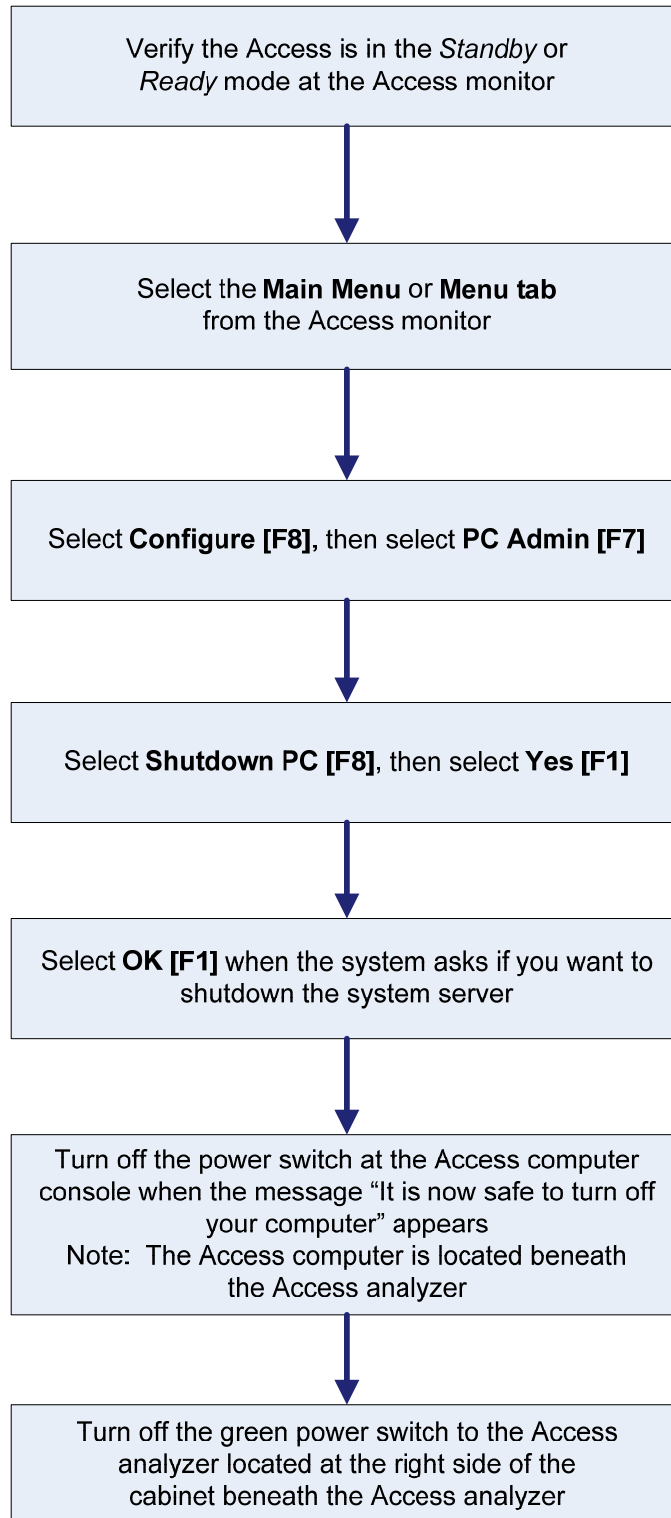 Verify the Access is in the Standby or
Ready mode at the Access monitor
Select the Main Menu or Menu tab
from the Access monitor
Select Configure [F8], then select PC Admin [F7]
Select Shutdown PC [F8], then select Yes [F1]
Select OK [F1] when the system asks if you want to
shutdown the system server
Turn off the power switch at the Access computer
console when the message “It is now safe to turn off
your computer” appears
Note:  The Access computer is located beneath
the Access analyzer
Turn off the green power switch to the Access
analyzer located at the right side of the
cabinet beneath the Access analyzer